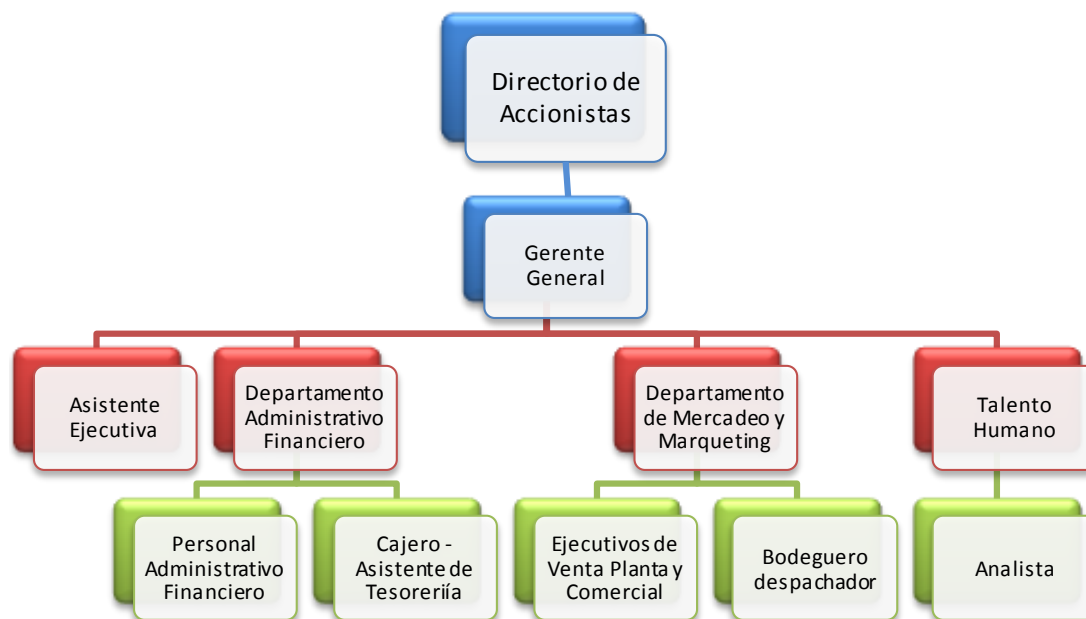 Directorio de
Accionistas
Gerente
General
Asistente
Ejecutiva
Departamento
Administrativo
Financiero
Departamento
de Mercadeo y
Marqueting
Talento
Humano
Personal
Administrativo
Financiero
Cajero -
Asistente de
Tesoreriía
Ejecutivos de
Venta Planta y
Comercial
Bodeguero
despachador
Analista